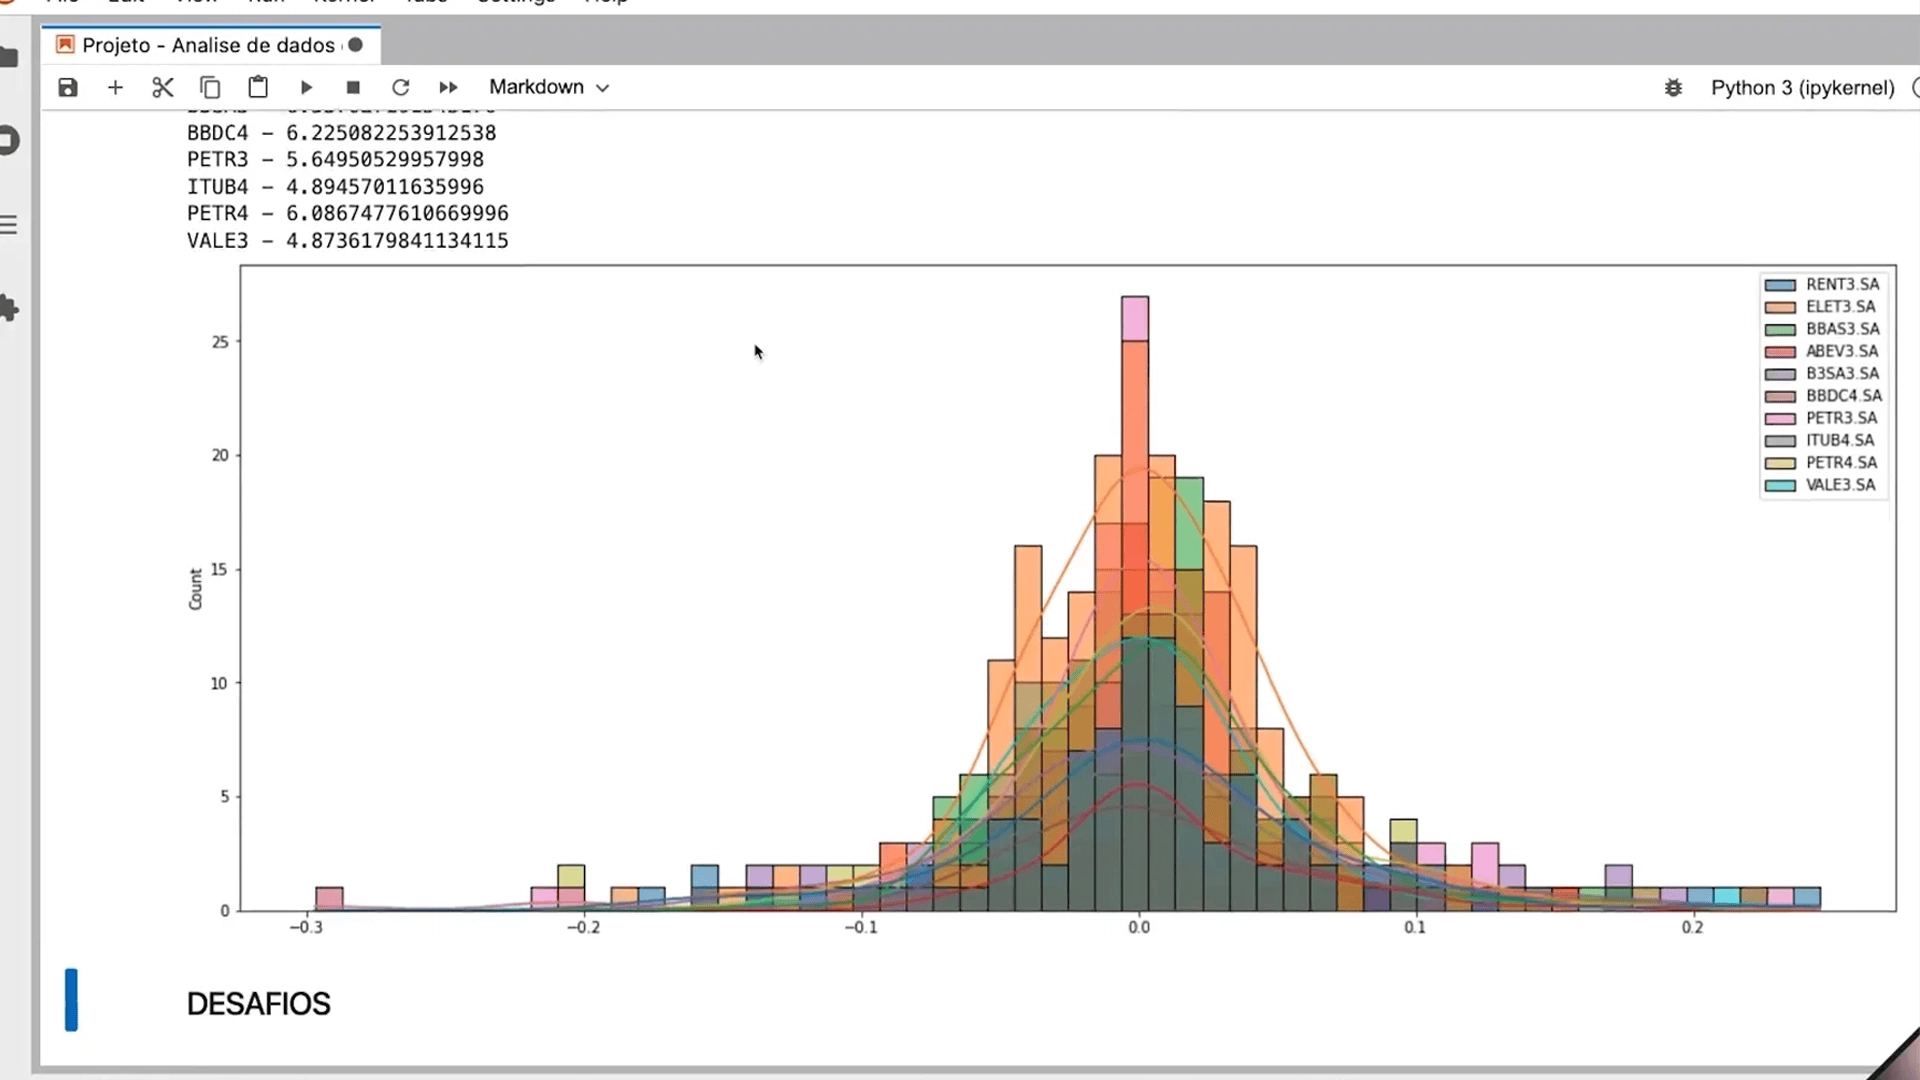 Projeto - Analise de dados
Markdown
Python 3 (ipykernel)
BBDC4 – 6.225082253912538
PETR3 – 5.64950529957998
ITUB4 – 4.89457011635996
PETR4 – 6.0867477610669996
VALE3 – 4.8736179841134115
RENT3.SA
ELET3.SA
BBAS3.SA
ABEV3.SA
B3SA3.SA
BBDC4.SA
PETR3.SA
ITUB4.SA
PETR4.SA
VALE3.SA
25
20
15
10
5
0
Count
−0.3
−0.2
−0.1
0.0
0.1
0.2
DESAFIOS